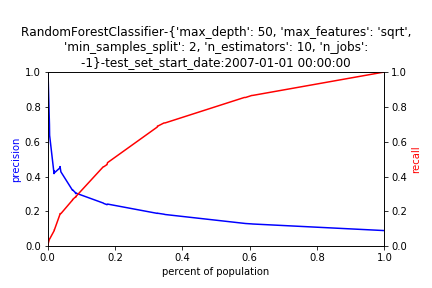 RandomForestClassifier-{'max_depth': 50, 'max_features': 'sqrt',
'min_samples_split': 2, 'n_estimators': 10, 'n_jobs':
-1}-test_set_start_date:2007-01-01 00:00:00
1.0
0.8
0.6
0.4
0.2
0.0
precision
1.0
0.8
0.6
0.4
0.2
0.0
recall
0.0 0.2 0.4 0.6 0.8 1.0
percent of population